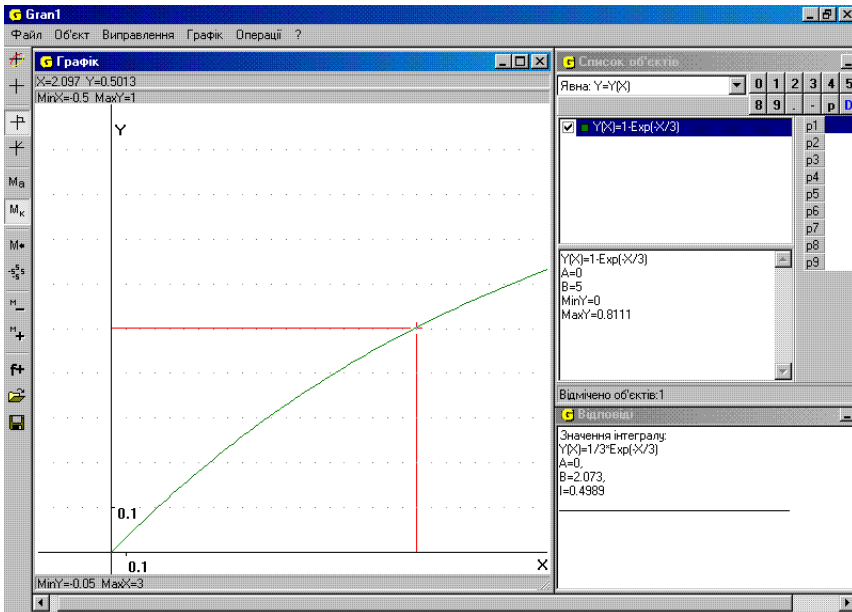 Gran1
Файл Об'єкт Виправлення Графік Операції ?
Графік
X=2.097 Y=0.5013
MinX=-0.5 MaxY=1
Y
0.1
0.1
X
MinY=-0.05 MaxX=3
Ma
Мк
M*
-sss
M-
M+
f+
Список об'єктів
Явна: Y=Y(X)
0 1 2 3 4 5
8 9 . - p D
Y(X)=1-Exp(-X/3)
p1
p2
p3
p4
p5
p6
p7
p8
p9
Y(X)=1-Exp(-X/3)
A=0
B=5
MinY=0
MaxY=0.8111
Відмічено об'єктів:1
Відповіді
Значення інтегралу:
Y(X)=1/3*Exp(-X/3)
A=0,
B=2.073,
I=0.4989